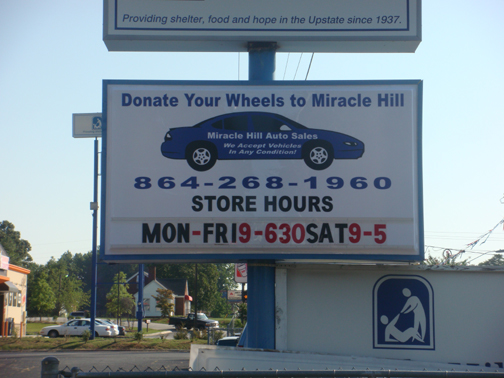 Providing shelter, food and hope in the Upstate since 1937.
Donate Your Wheels to Miracle Hill
Miracle Hill Auto Sales
We Accept Vehicles
In Any Condition!
864-268-1960
STORE HOURS
MON-FRI9-630SAT9-5